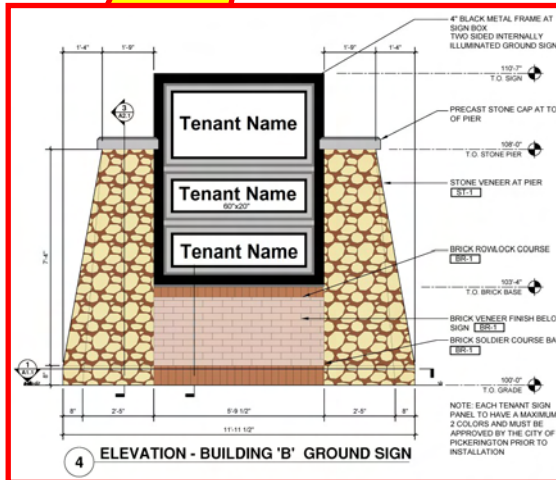 4" BLACK METAL FRAME AT
SIGN BOX
TWO SIDED INTERNALLY
ILLUMINATED GROUND SIGN
1'-4"
1'-9"
1'-9"
1'-4"
110'-7"
T.O. SIGN
3
A2.1
PRECAST STONE CAP AT TO
OF PIER
Tenant Name
108'-0"
T.O. STONE PIER
STONE VENEER AT PIER
ST-1
Tenant Name
60"x20"
7'-4"
Tenant Name
BRICK ROWLOCK COURSE
BR-1
103'-4"
T.O. BRICK BASE
BRICK VENEER FINISH BELO
SIGN BR-1
BRICK SOLDIER COURSE BA
BR-1
1
8"
100'-0"
T.O. GRADE
8"
2'-5"
5'-9 1/2"
2'-5"
8"
11'-11 1/2"
NOTE: EACH TENANT SIGN
PANEL TO HAVE A MAXIMUM
2 COLORS AND MUST BE
APPROVED BY THE CITY OF
PICKERINGTON PRIOR TO
INSTALLATION
4
ELEVATION - BUILDING 'B' GROUND SIGN